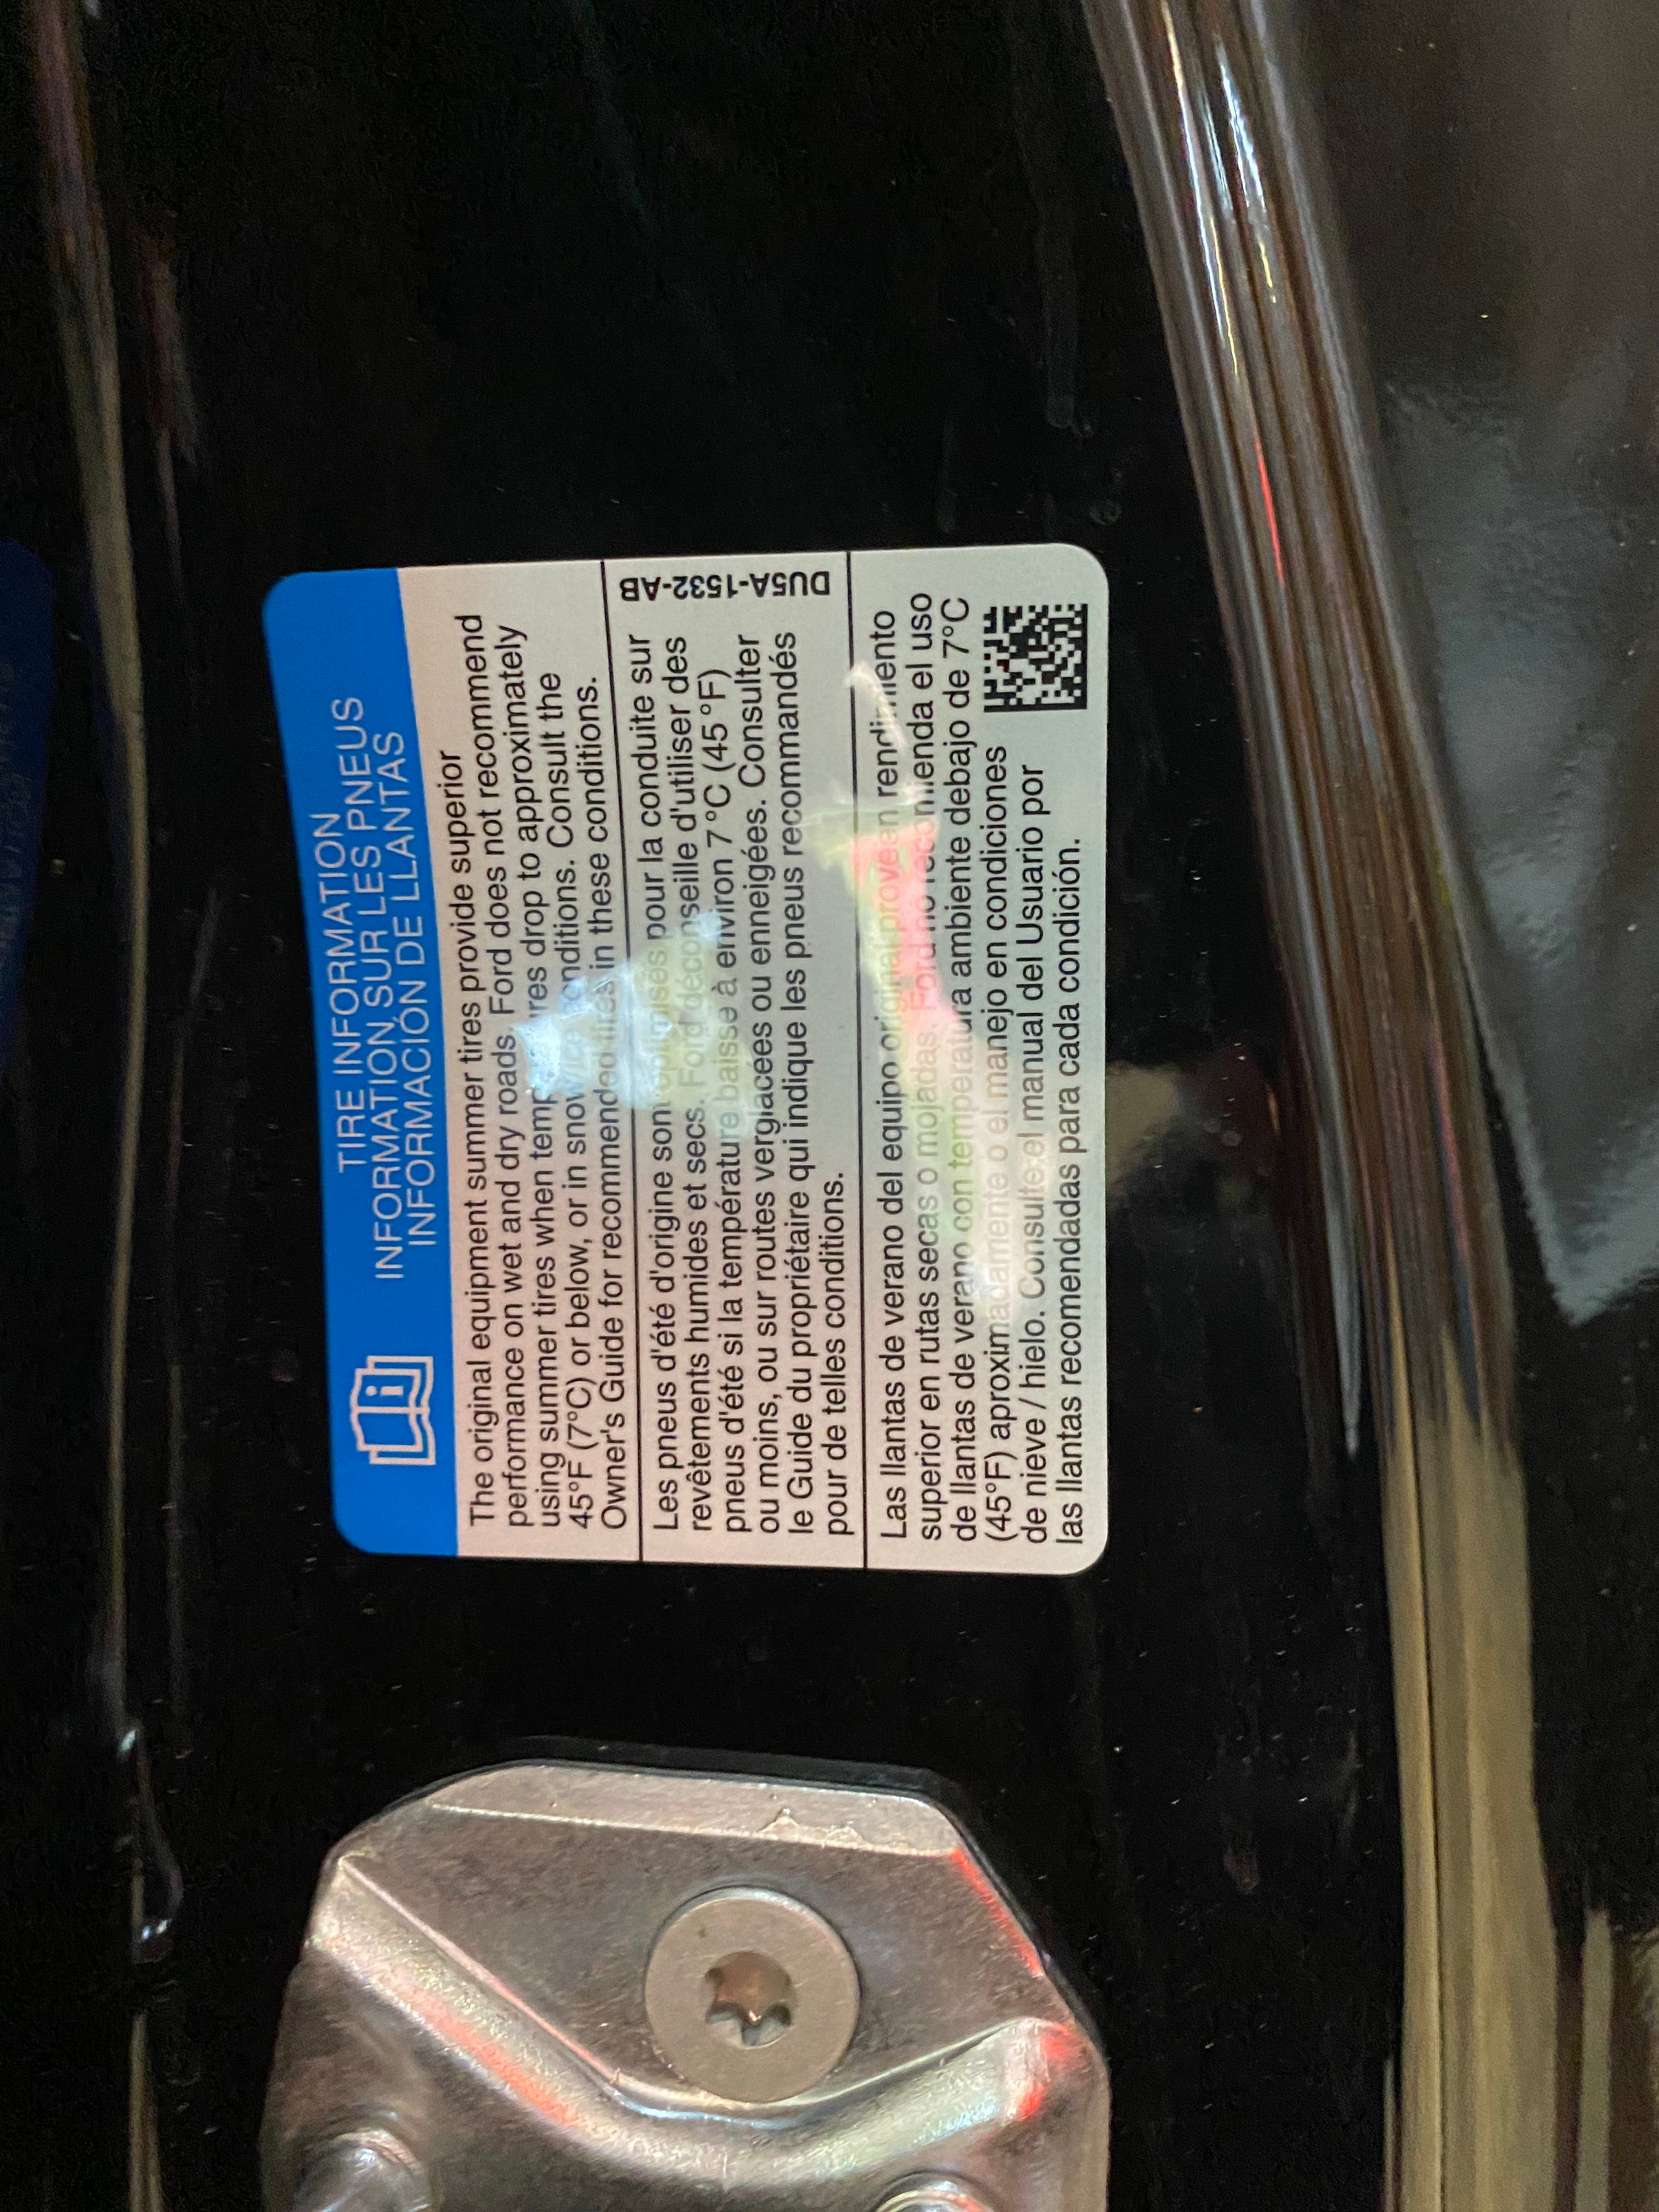 TIRE INFORMATION
INFORMATION SUR LES PNEUS
INFORMACIÓN DE LLANTAS
The original equipment summer tires provide superior
performance on wet and dry roads. Ford does not recommend
using summer tires when temperatures drop to approximately
45°F (7°C) or below, or in snow/ice conditions. Consult the
Owner's Guide for recommended tires in these conditions.
Les pneus d'été d'origine sont optimisés pour la conduite sur
revêtements humides et secs. Ford déconseille d'utiliser des
pneus d'été si la température baisse à environ 7°C (45°F)
ou moins, ou sur routes verglacées ou enneigées. Consulter
le Guide du propriétaire qui indique les pneus recommandés
pour de telles conditions.
DU5A-1532-AB
Las llantas de verano del equipo original proveen rendimiento
superior en rutas secas o mojadas. Ford no recomienda el uso
de llantas de verano con temperatura ambiente debajo de 7°C
(45°F) aproximadamente o el manejo en condiciones
de nieve / hielo. Consulte el manual del Usuario por
las llantas recomendadas para cada condición.